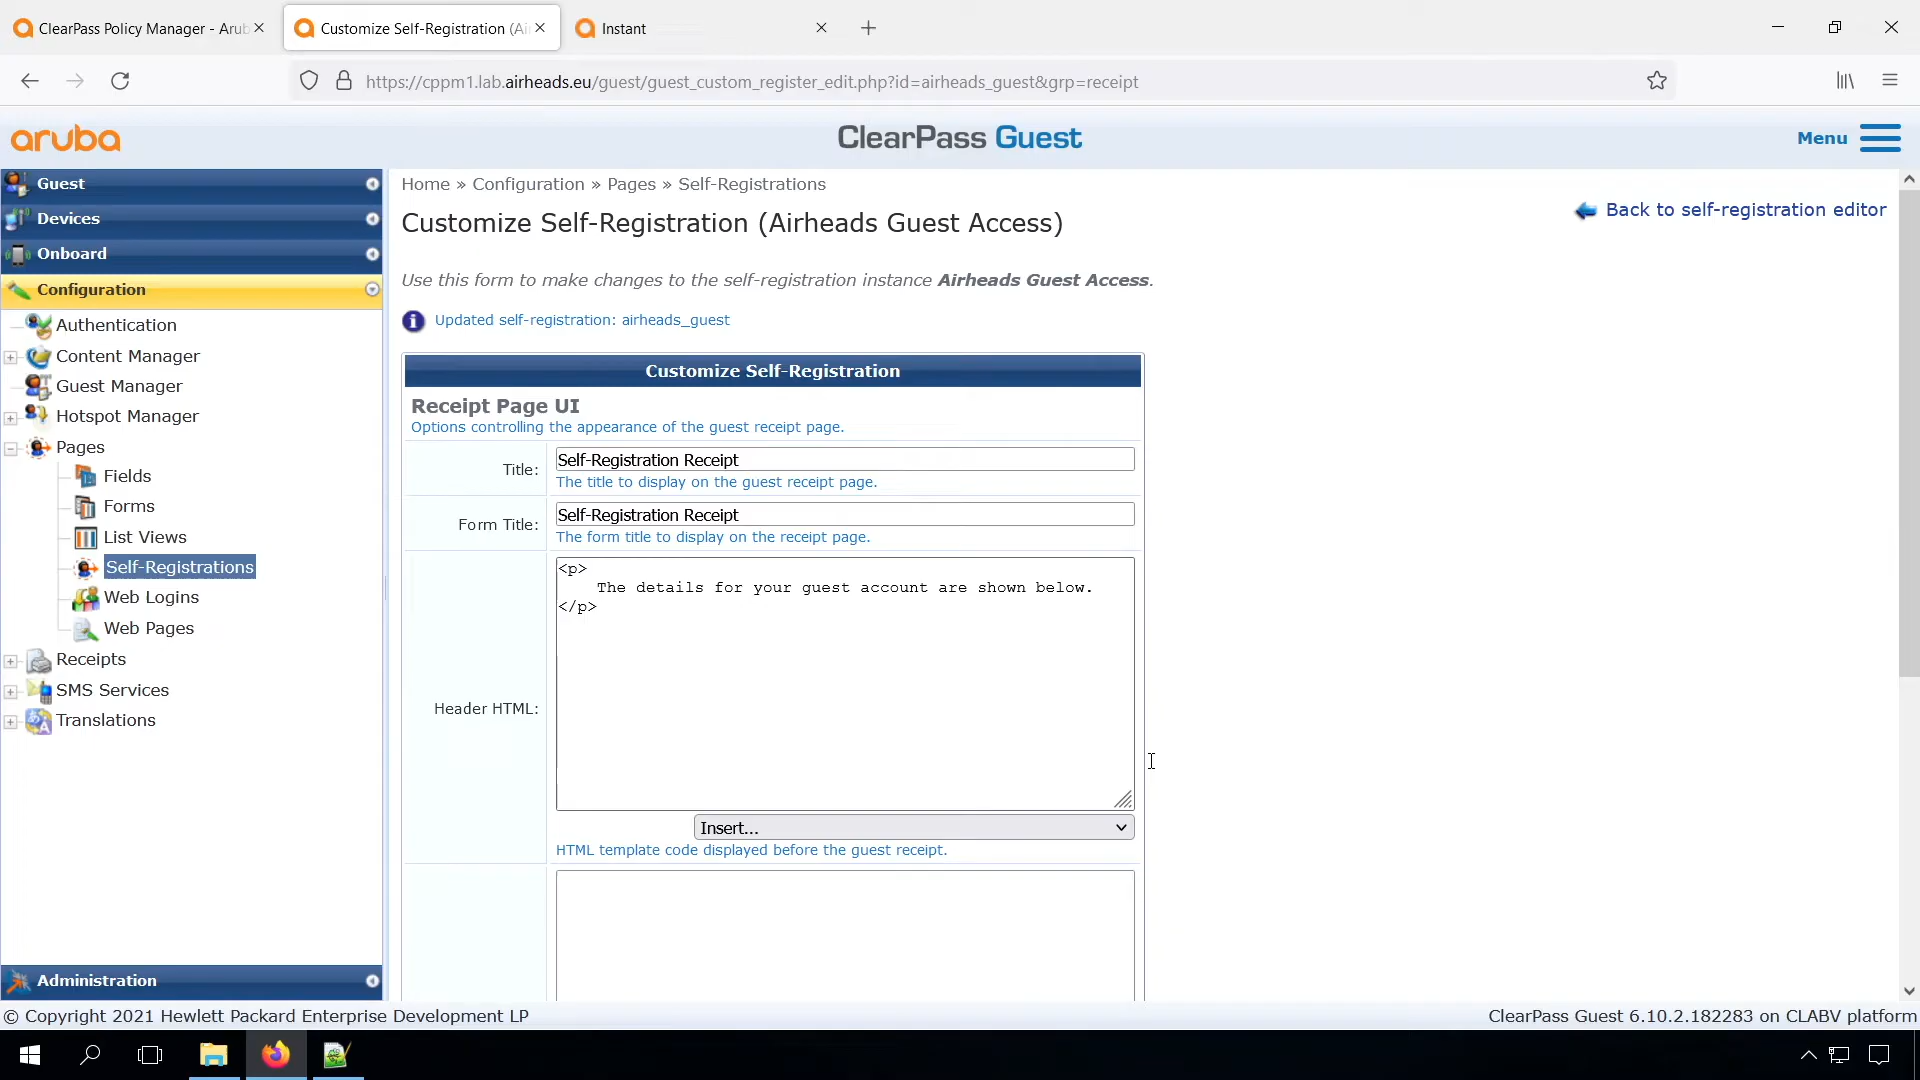 ClearPass Policy Manager - Arub
Customize Self-Registration (Ai
Instant
https://cppm1.lab.airheads.eu/guest/guest_custom_register_edit.php?id=airheads_guest&grp=receipt
aruba
ClearPass Guest
Menu
Guest
Devices
Onboard
Configuration
Authentication
Content Manager
Guest Manager
Hotspot Manager
Pages
Fields
Forms
List Views
Self-Registrations
Web Logins
Web Pages
Receipts
SMS Services
Translations
Administration
Home » Configuration » Pages » Self-Registrations
Customize Self-Registration (Airheads Guest Access)
Back to self-registration editor
Use this form to make changes to the self-registration instance Airheads Guest Access.
Updated self-registration: airheads_guest
Customize Self-Registration
Receipt Page UI
Options controlling the appearance of the guest receipt page.
Title:
Self-Registration Receipt
The title to display on the guest receipt page.
Form Title:
Self-Registration Receipt
The form title to display on the receipt page.
Header HTML:
<p>
The details for your guest account are shown below.
</p>
Insert...
HTML template code displayed before the guest receipt.
© Copyright 2021 Hewlett Packard Enterprise Development LP
ClearPass Guest 6.10.2.182283 on CLABV platform